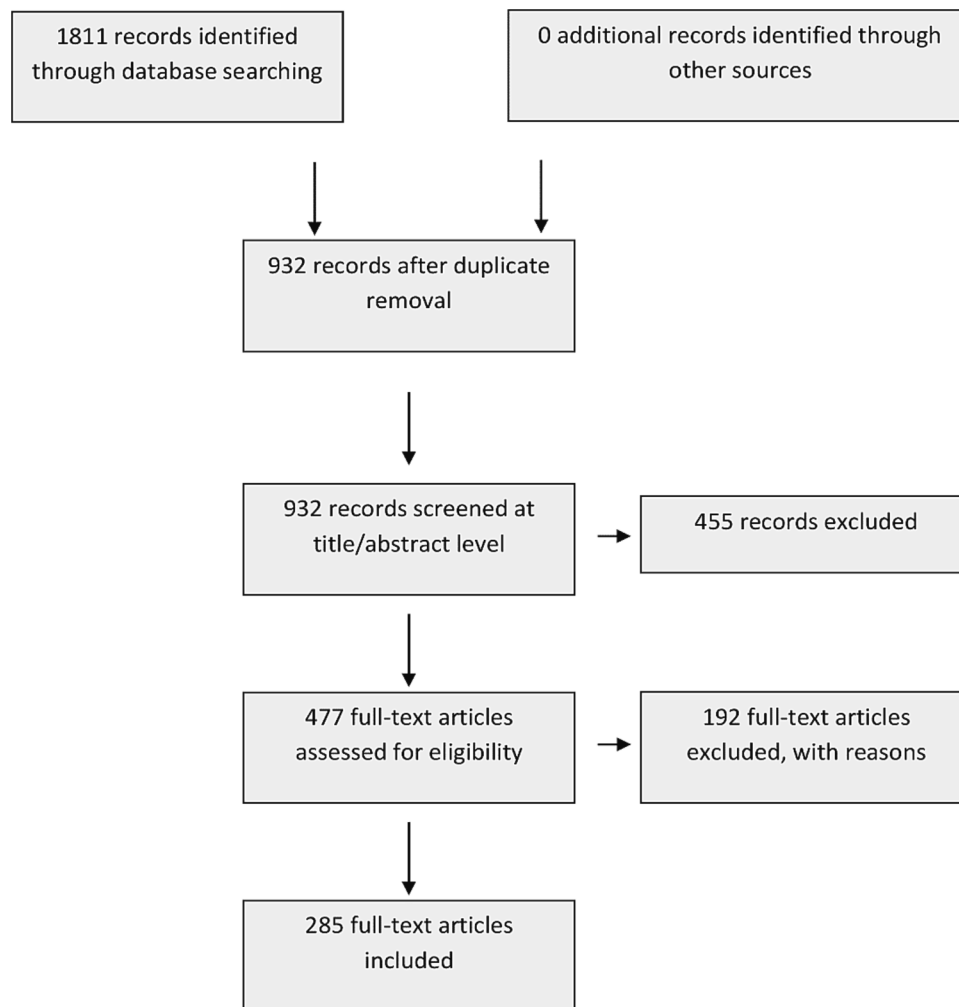 1811 records identified
through database searching
0 additional records identified through
other sources
932 records after duplicate
removal
932 records screened at
title/abstract level
455 records excluded
477 full-text articles
assessed for eligibility
192 full-text articles
excluded, with reasons
285 full-text articles
included